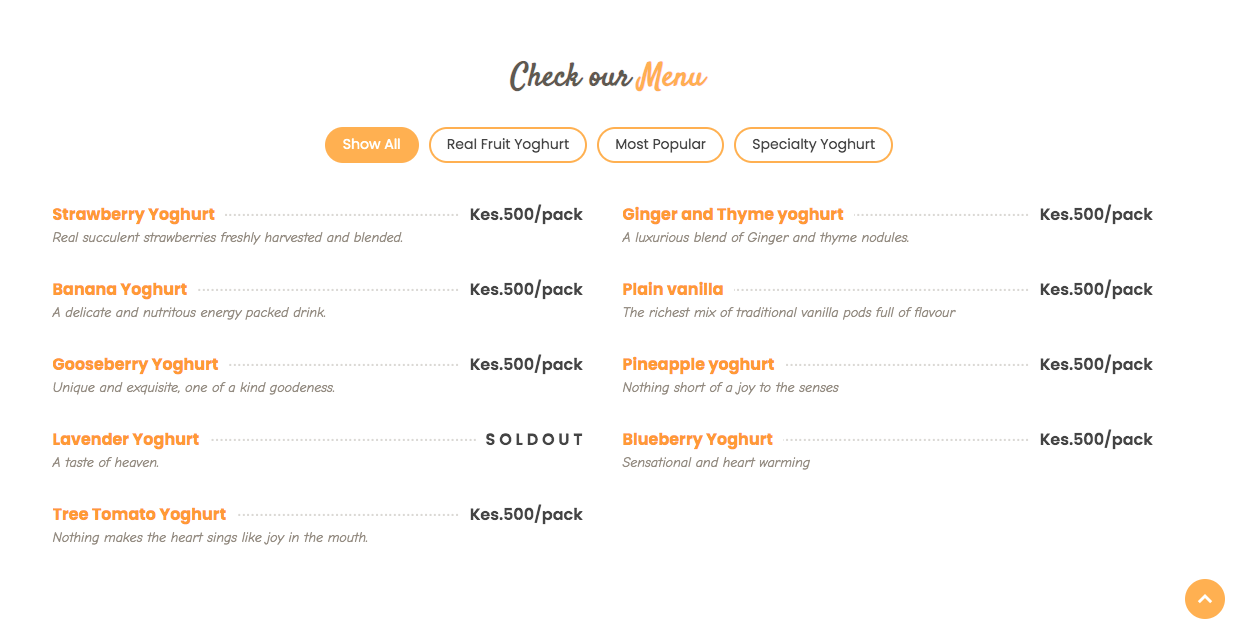 Check our Menu
Show All
Real Fruit Yoghurt
Most Popular
Specialty Yoghurt
Strawberry Yoghurt Kes.500/pack
Real succulent strawberries freshly harvested and blended.
Ginger and Thyme yoghurt Kes.500/pack
A luxurious blend of Ginger and thyme nodules.
Banana Yoghurt Kes.500/pack
A delicate and nutritous energy packed drink.
Plain vanilla Kes.500/pack
The richest mix of traditional vanilla pods full of flavour
Gooseberry Yoghurt Kes.500/pack
Unique and exquisite, one of a kind goodeness.
Pineapple yoghurt Kes.500/pack
Nothing short of a joy to the senses
Lavender Yoghurt S O L D O U T
A taste of heaven.
Blueberry Yoghurt Kes.500/pack
Sensational and heart warming
Tree Tomato Yoghurt Kes.500/pack
Nothing makes the heart sings like joy in the mouth.